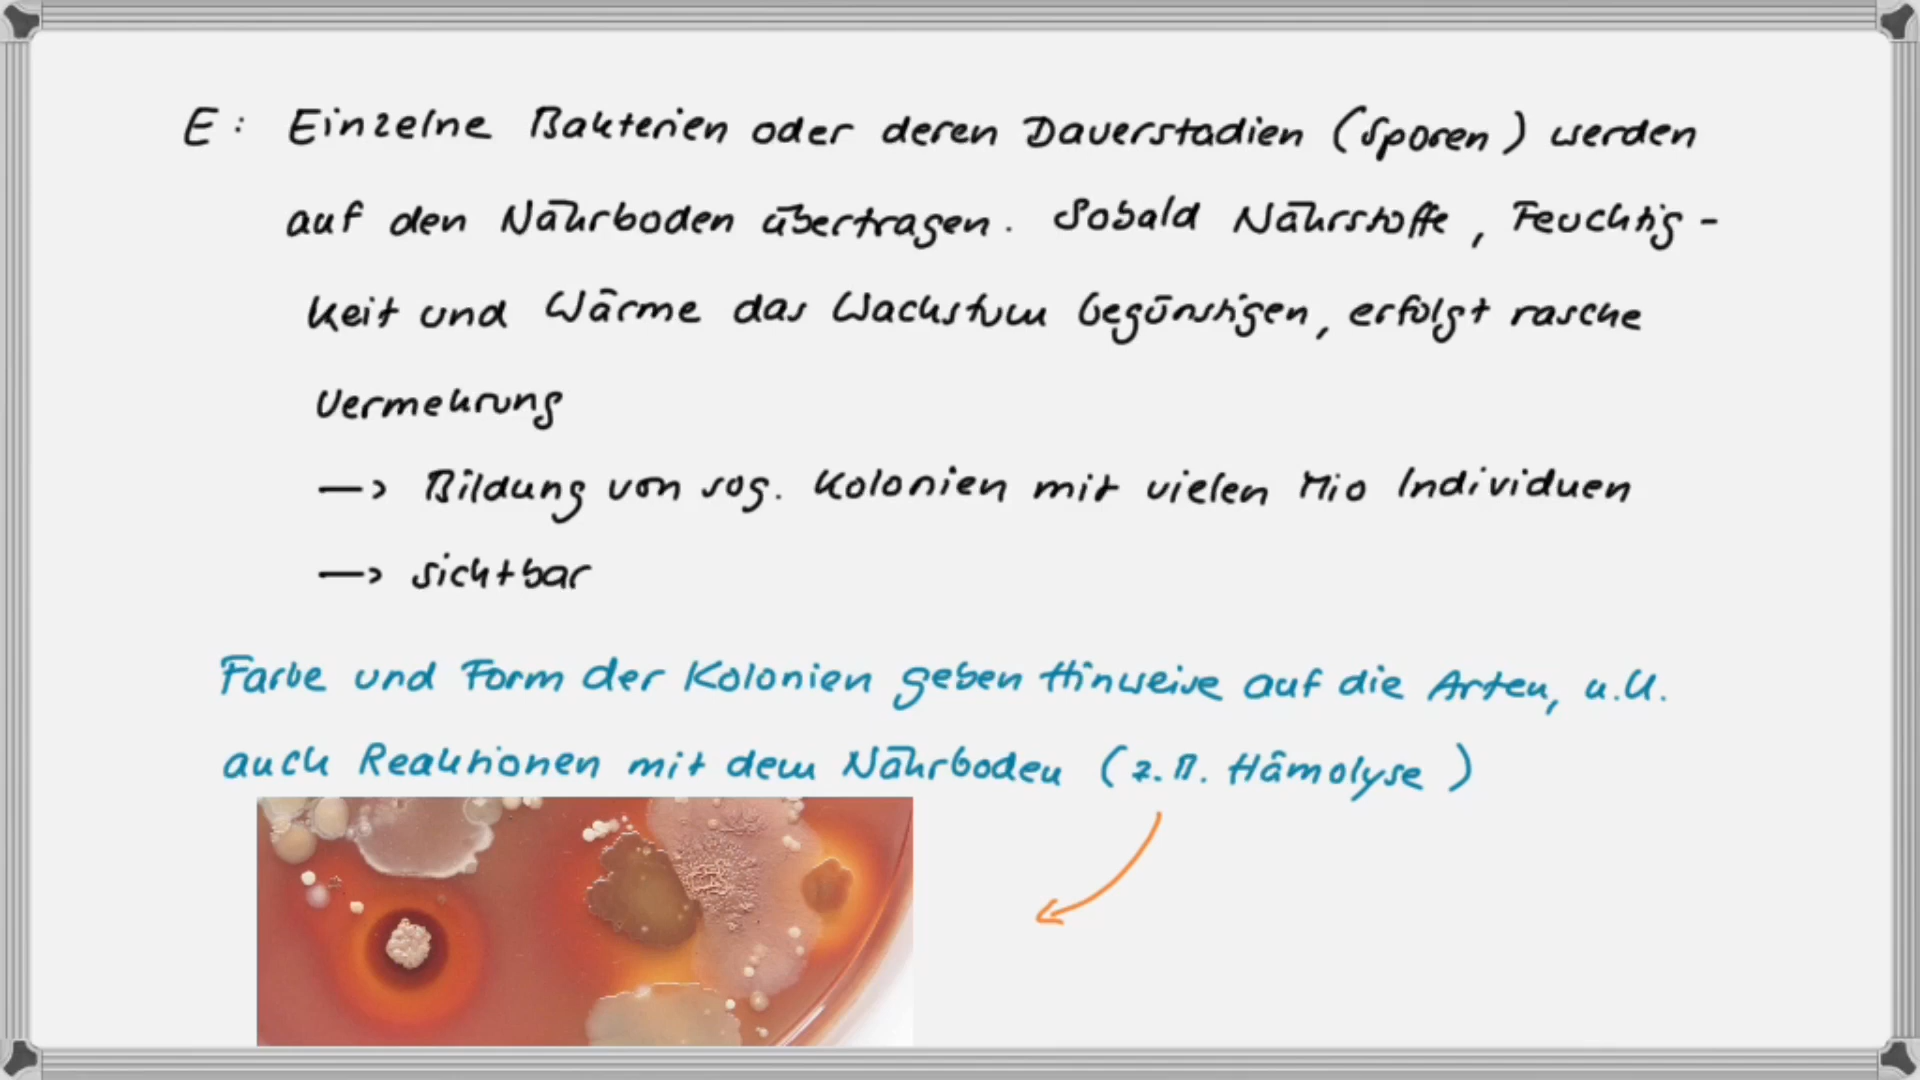 E: Einzelne Bakterien oder deren Dauerstadien (Sporen) werden
auf den Nährboden übertragen. Sobald Nährstoffe, Feuchtig-
keit und Wärme das Wachstum begünstigen, erfolgt rasche
Vermehrung
—> Bildung von sog. Kolonien mit vielen Mio Individuen
—> sichtbar
Farbe und Form der Kolonien geben Hinweise auf die Arten, u.U.
auch Reaktionen mit dem Nährboden (z.B. Hämolyse)